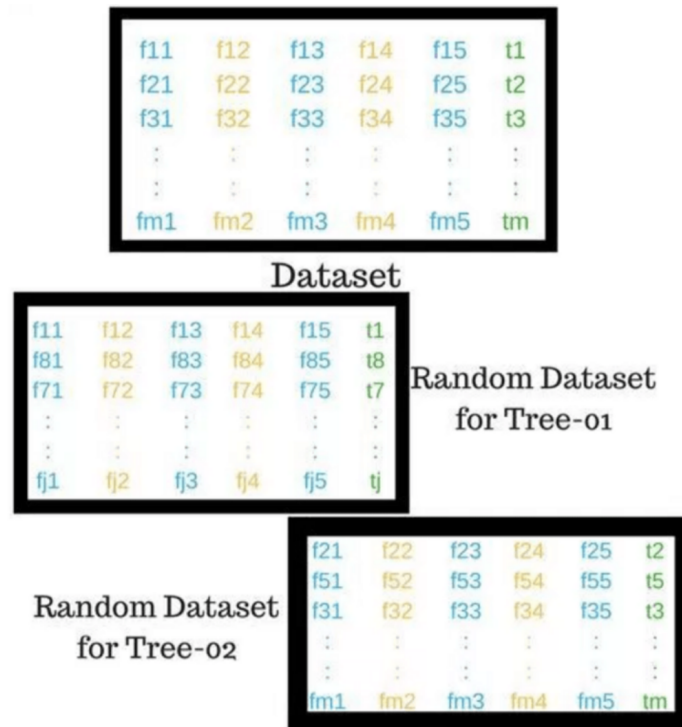 f11 f12 f13 f14 f15 t1
f21 f22 f23 f24 f25 t2
f31 f32 f33 f34 f35 t3
: : : : : :
: : : : : :
fm1 fm2 fm3 fm4 fm5 tm
Dataset
f11 f12 f13 f14 f15 t1
f81 f82 f83 f84 f85 t8
f71 f72 f73 f74 f75 t7
: : : : : :
: : : : : :
fj1 fj2 fj3 fj4 fj5 tj
Random Dataset
for Tree-01
f21 f22 f23 f24 f25 t2
f51 f52 f53 f54 f55 t5
f31 f32 f33 f34 f35 t3
: : : : : :
: : : : : :
fm1 fm2 fm3 fm4 fm5 tm
Random Dataset
for Tree-02